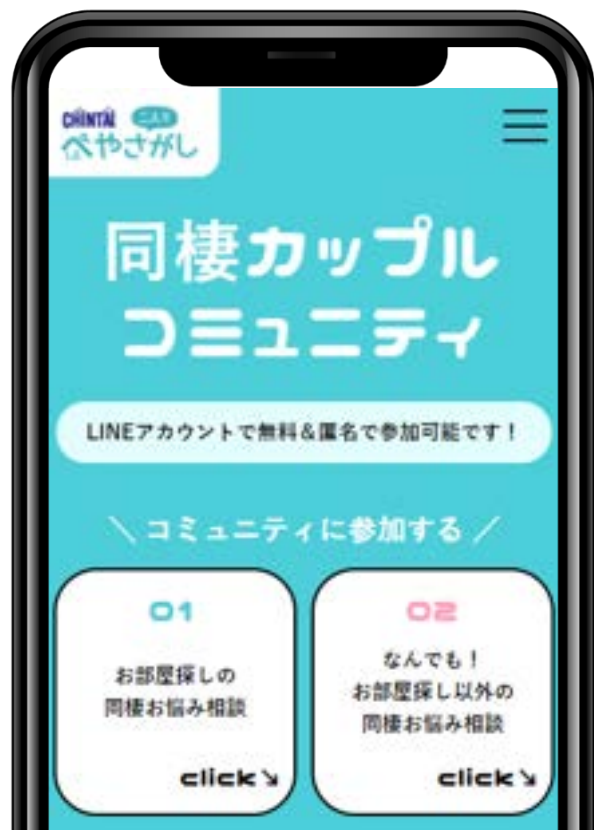 CHINTAI 二人で
ぺやさがし
同棲カップル
コミュニティ
LINEアカウントで無料&匿名で参加可能です！
＼ コミュニティに参加する ／
01
お部屋探しの
同棲お悩み相談
click↘
02
なんでも！
お部屋探し以外の
同棲お悩み相談
click↘